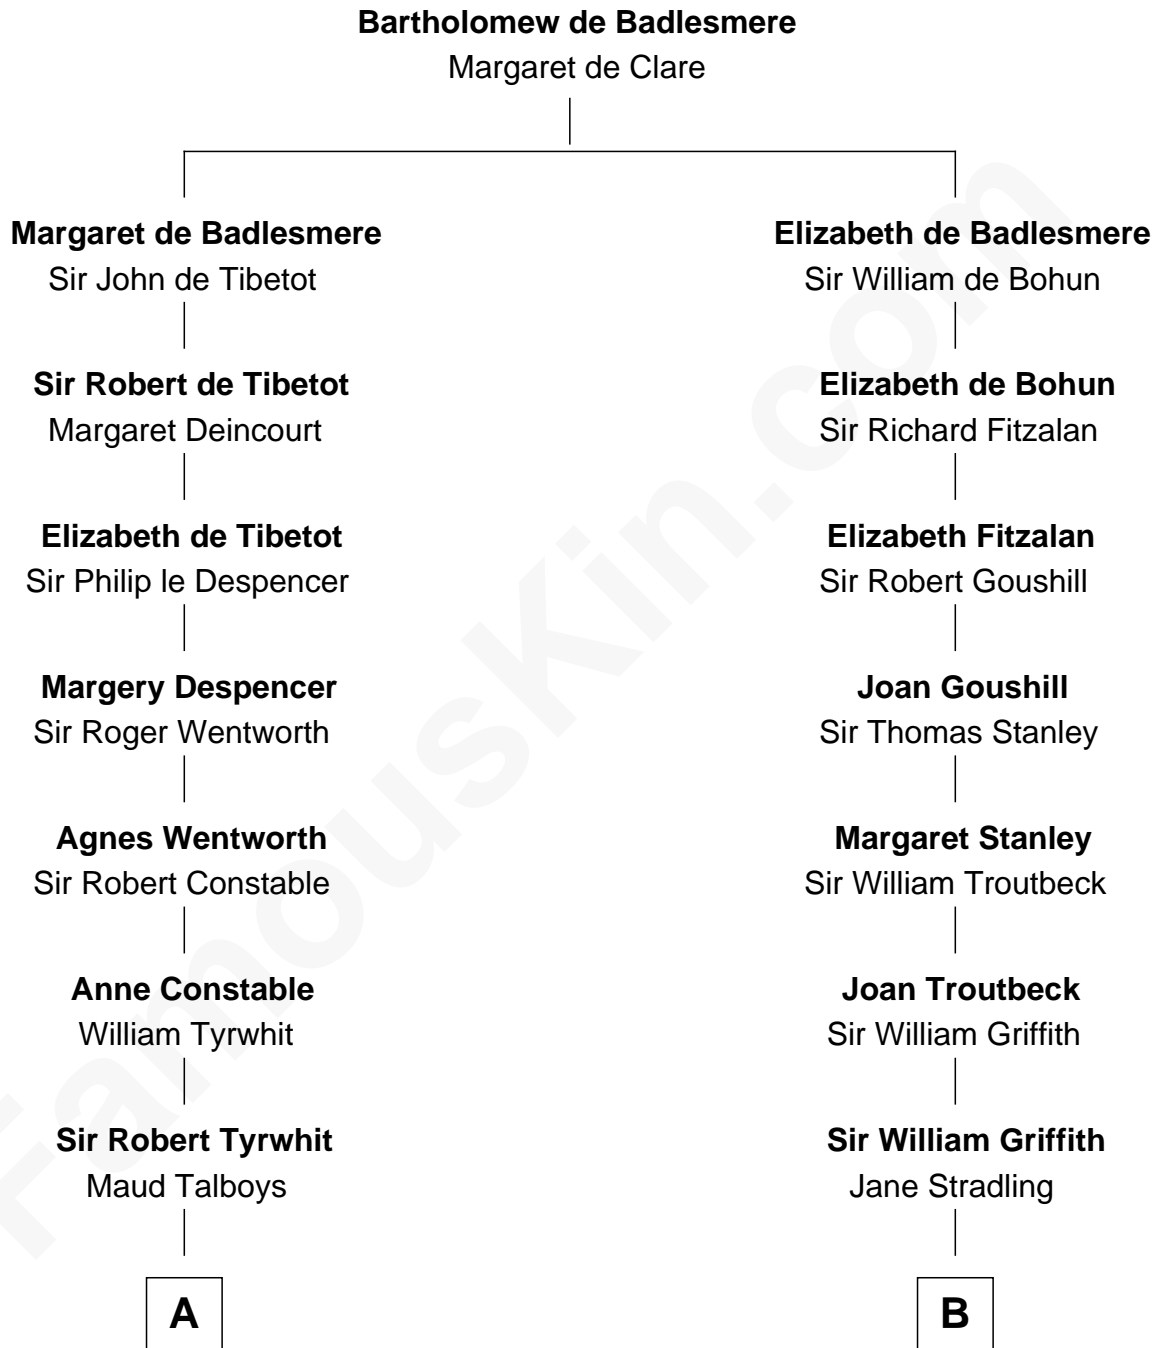 Bartholomew de Badlesmere
Margaret de Clare
Margaret de Badlesmere
Sir John de Tibetot
Elizabeth de Badlesmere
Sir William de Bohun
Sir Robert de Tibetot
Margaret Deincourt
Elizabeth de Bohun
Sir Richard Fitzalan
Elizabeth de Tibetot
Sir Philip le Despencer
Elizabeth Fitzalan
Sir Robert Goushill
Margery Despencer
Sir Roger Wentworth
Joan Goushill
Sir Thomas Stanley
Agnes Wentworth
Sir Robert Constable
Margaret Stanley
Sir William Troutbeck
Anne Constable
William Tyrwhit
Joan Troutbeck
Sir William Griffith
Sir Robert Tyrwhit
Maud Talboys
Sir William Griffith
Jane Stradling
A
B
FamousKin.com